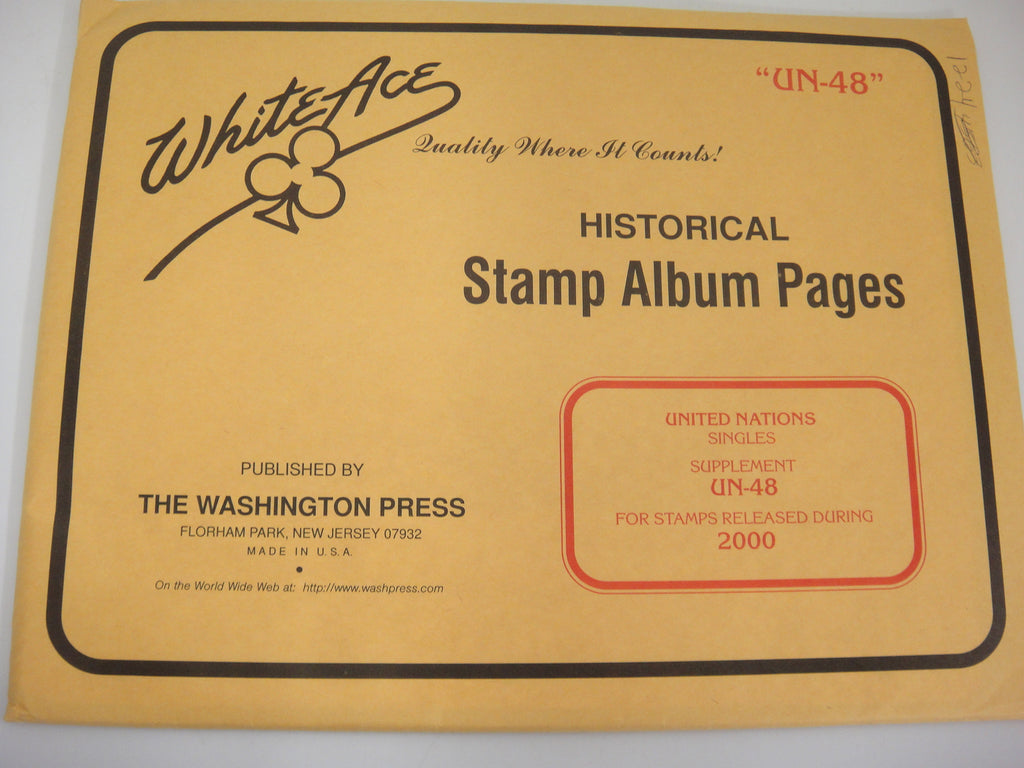 WhiteAce
"UN-48"
Quality Where It Counts!
HISTORICAL
Stamp Album Pages
UNITED NATIONS
SINGLES
SUPPLEMENT
UN-48
FOR STAMPS RELEASED DURING
2000
PUBLISHED BY
THE WASHINGTON PRESS
FLORHAM PARK, NEW JERSEY 07932
MADE IN U.S.A.
On the World Wide Web at: http://www.washpress.com